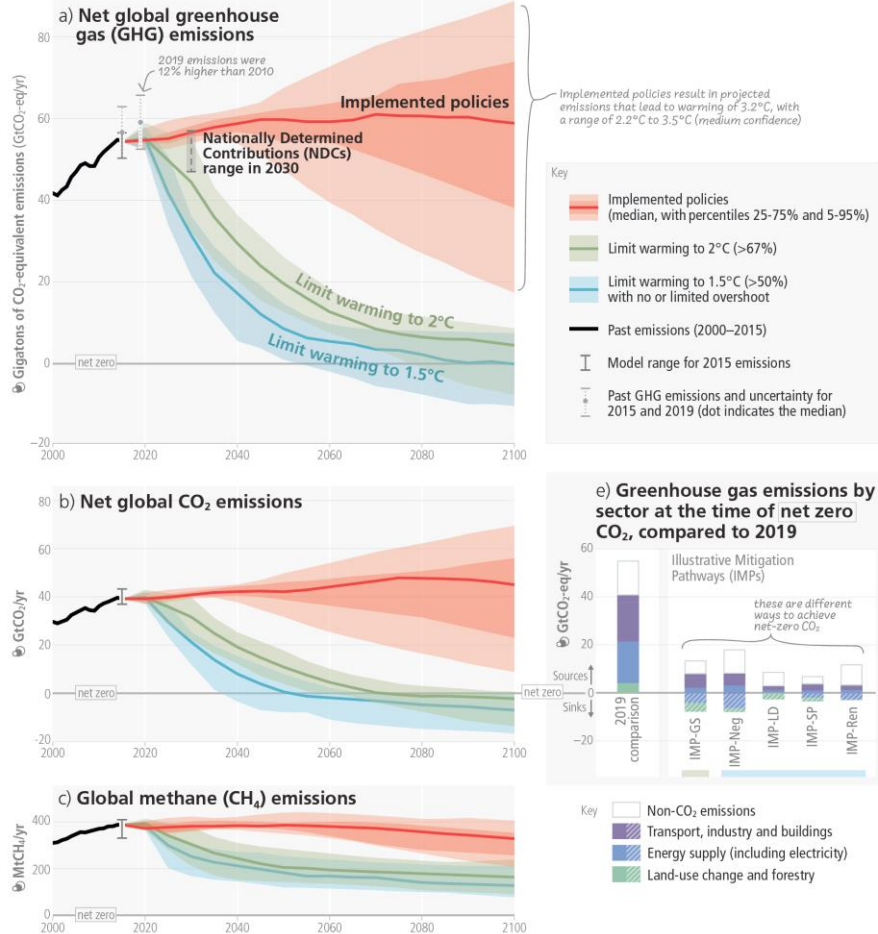 a) Net global greenhouse
gas (GHG) emissions
80
60
40
20
0
−20
Gigatons of CO₂-equivalent emissions (GtCO₂-eq/yr)
2019 emissions were
12% higher than 2010
Implemented policies
Nationally Determined
Contributions (NDCs)
range in 2030
Limit warming to 2°C
Limit warming to 1.5°C
net zero
2000 2020 2040 2060 2080 2100
Implemented policies result in projected
emissions that lead to warming of 3.2°C, with
a range of 2.2°C to 3.5°C (medium confidence)
Key
Implemented policies
(median, with percentiles 25-75% and 5-95%)
Limit warming to 2°C (>67%)
Limit warming to 1.5°C (>50%)
with no or limited overshoot
Past emissions (2000–2015)
Model range for 2015 emissions
Past GHG emissions and uncertainty for
2015 and 2019 (dot indicates the median)
b) Net global CO₂ emissions
80
60
40
20
0
−20
GtCO₂/yr
net zero
2000 2020 2040 2060 2080 2100
c) Global methane (CH₄) emissions
400
200
0
MtCH₄/yr
net zero
2000 2020 2040 2060 2080 2100
e) Greenhouse gas emissions by
sector at the time of net zero
CO₂, compared to 2019
60
40
20
0
−20
GtCO₂-eq/yr
Illustrative Mitigation
Pathways (IMPs)
these are different
ways to achieve
net-zero CO₂
Sources
net zero
Sinks
2019
comparison
IMP-GS
IMP-Neg
IMP-LD
IMP-SP
IMP-Ren
Key
Non-CO₂ emissions
Transport, industry and buildings
Energy supply (including electricity)
Land-use change and forestry